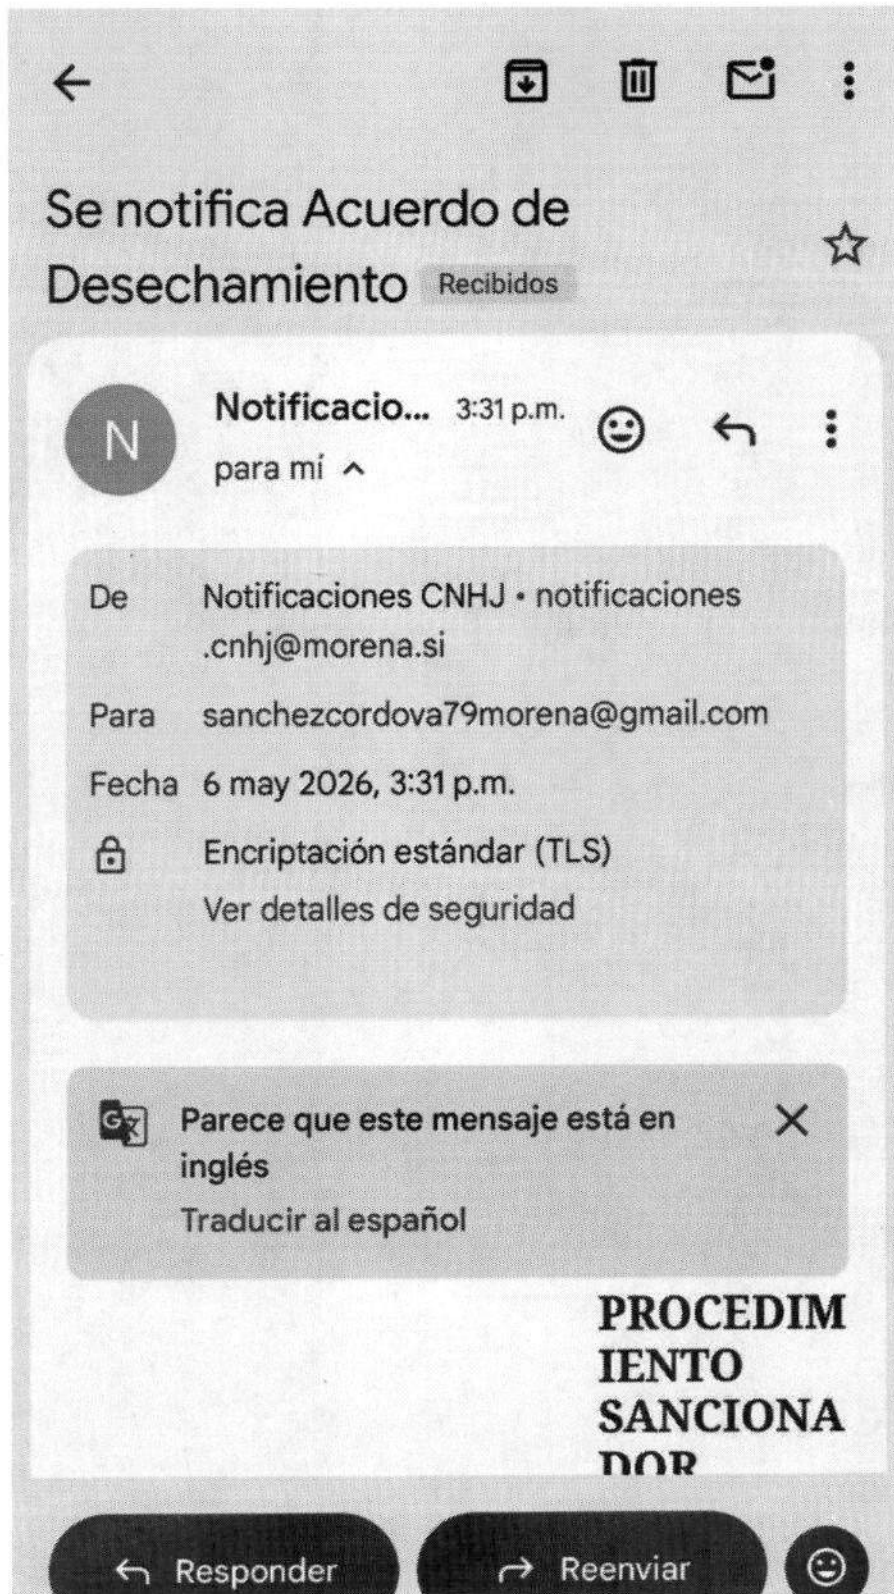 Se notifica Acuerdo de
Desechamiento Recibidos
N
Notificacio... 3:31 p.m.
para mí
De Notificaciones CNHJ • notificaciones
.cnhj@morena.si
Para sanchezcordova79morena@gmail.com
Fecha 6 may 2026, 3:31 p.m.
Encriptación estándar (TLS)
Ver detalles de seguridad
Parece que este mensaje está en
inglés
Traducir al español
PROCEDIM
IENTO
SANCIONA
DOR
Responder Reenviar